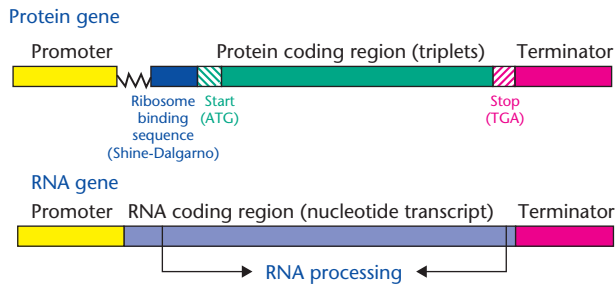 Protein gene
Promoter Protein coding region (triplets) Terminator
Ribosome binding sequence (Shine-Dalgarno)
Start (ATG)
Stop (TGA)
RNA gene
Promoter RNA coding region (nucleotide transcript) Terminator
RNA processing